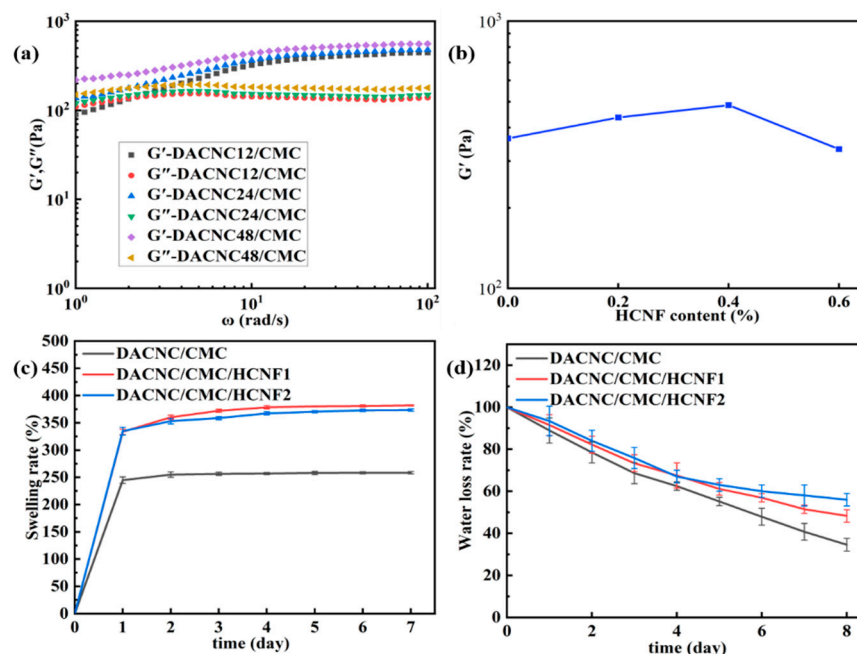 (a)
10³
10²
10¹
10⁰
G′,G″(Pa)
G′-DACNC12/CMC
G″-DACNC12/CMC
G′-DACNC24/CMC
G″-DACNC24/CMC
G′-DACNC48/CMC
G″-DACNC48/CMC
10⁰
10¹
10²
ω (rad/s)
(b)
10³
10²
G′ (Pa)
0.0
0.2
0.4
0.6
HCNF content (%)
(c)
500
450
400
350
300
250
200
150
100
50
0
Swelling rate (%)
DACNC/CMC
DACNC/CMC/HCNF1
DACNC/CMC/HCNF2
0
1
2
3
4
5
6
7
time (day)
(d)
120
100
80
60
40
20
0
Water loss rate (%)
DACNC/CMC
DACNC/CMC/HCNF1
DACNC/CMC/HCNF2
0
2
4
6
8
time (day)